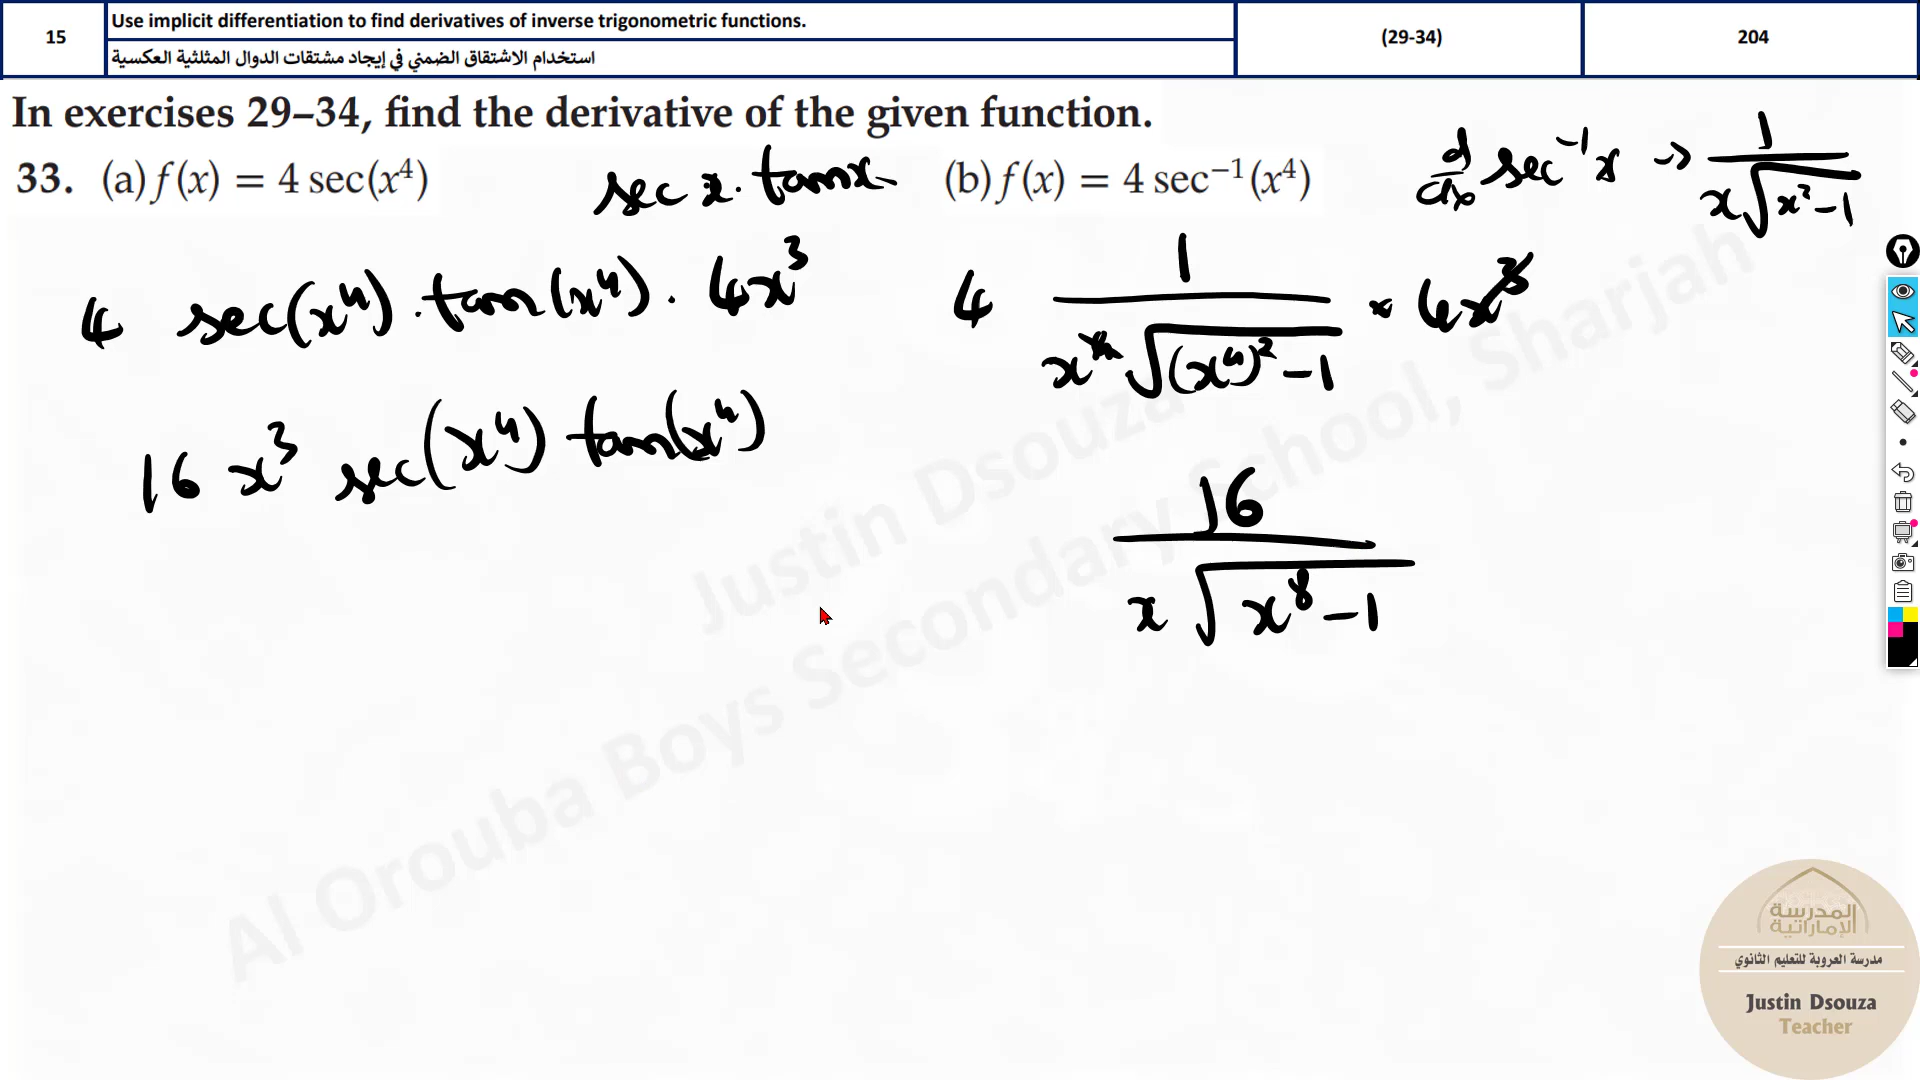 15
Use implicit differentiation to find derivatives of inverse trigonometric functions.
استخدام الاشتقاق الضمني في إيجاد مشتقات الدوال المثلثية العكسية
(29-34)
204
In exercises 29–34, find the derivative of the given function.
33. (a) f(x) = 4 sec(x⁴)
sec x . tan x
(b) f(x) = 4 sec⁻¹(x⁴)
d/dx sec⁻¹ x → 1/(x√(x²-1))
4 sec(x⁴) . tan(x⁴) . 4x³
16 x³ sec(x⁴) tan(x⁴)
4 1/(x⁴√((x⁴)²-1)) × 4x³
16/(x√(x⁸-1))
Justin Dsouza
Al Orouba Boys Secondary School, Sharjah
المدرسة
الإماراتية
مدرسة العروبة للتعليم الثانوي
Justin Dsouza
Teacher